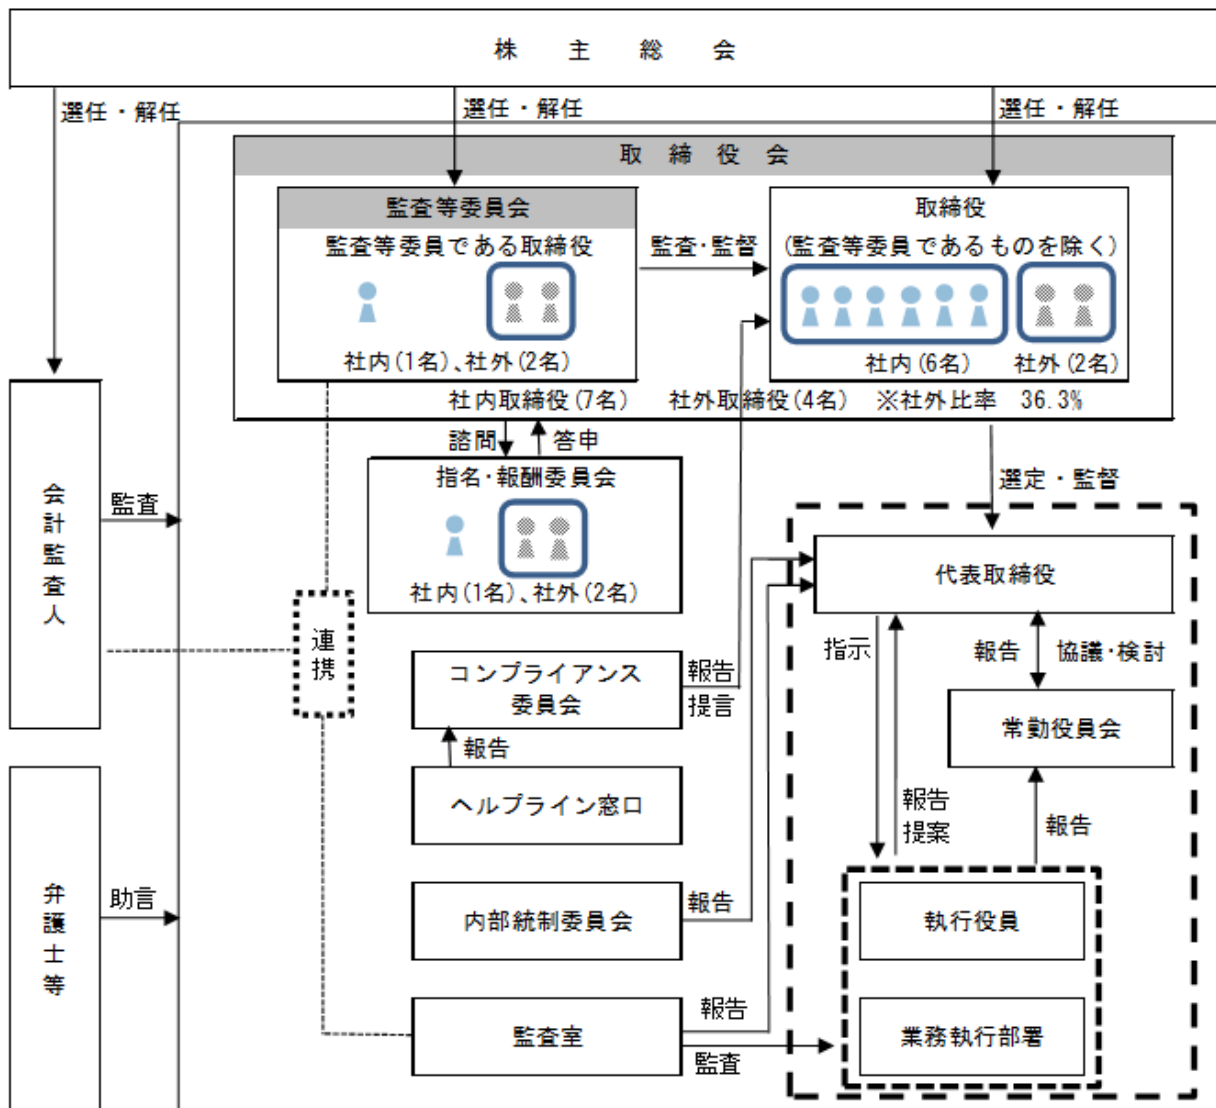 株主総会
選任・解任
選任・解任
選任・解任
取締役会
監査等委員会
監査等委員である取締役
社内(1名)、社外(2名)
監査・監督
取締役
(監査等委員であるものを除く)
社内(6名)
社外(2名)
社内取締役(7名)
社外取締役(4名)
※社外比率 36.3%
諮問
答申
指名・報酬委員会
社内(1名)、社外(2名)
選定・監督
会計監査人
監査
連携
代表取締役
指示
報告
協議・検討
コンプライアンス
委員会
報告
提言
常勤役員会
報告
ヘルプライン窓口
報告
提案
報告
弁護士等
助言
内部統制委員会
報告
執行役員
監査室
報告
監査
業務執行部署